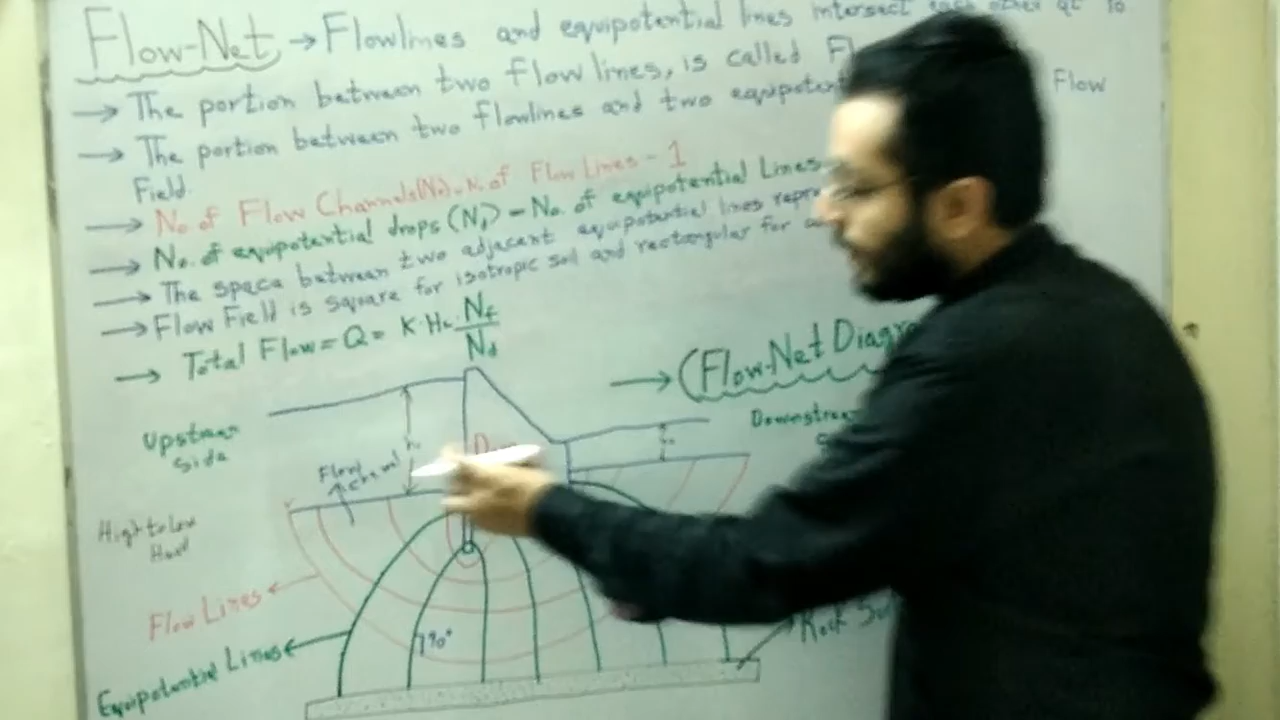 Flow-Net → Flowlines and equipotential lines intersect each other at
→ The portion between two flow lines, is called Fl
Flow
→ The portion between two flowlines and two equipoten
Field.
→ No of Flow Channels(Nf) = N. of Flow Lines - 1
→ No. of equipotential drops (Nd) = No. of equipotential Lines
→ The space between two adjacent equipotential lines repre
→ Flow Field is square for isotropic soil and rectangular for
→ Total Flow = Q = K.HL. Nf
Nd
→ (Flow-Net Diagra
Upstream
Side
Downstream
Flow
channel
High to Low
Head
Flow Lines
90°
Equipotential Lines
Rock